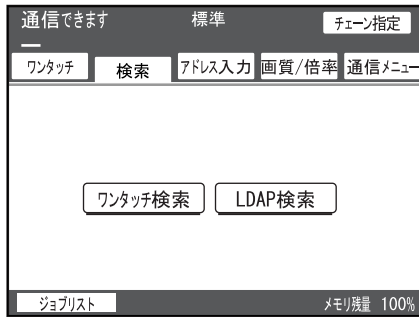 通信できます 標準 チェーン指定
ワンタッチ 検索 アドレス入力 画質/倍率 通信メニュー
ワンタッチ検索 LDAP検索
ジョブリスト メモリ残量 100%